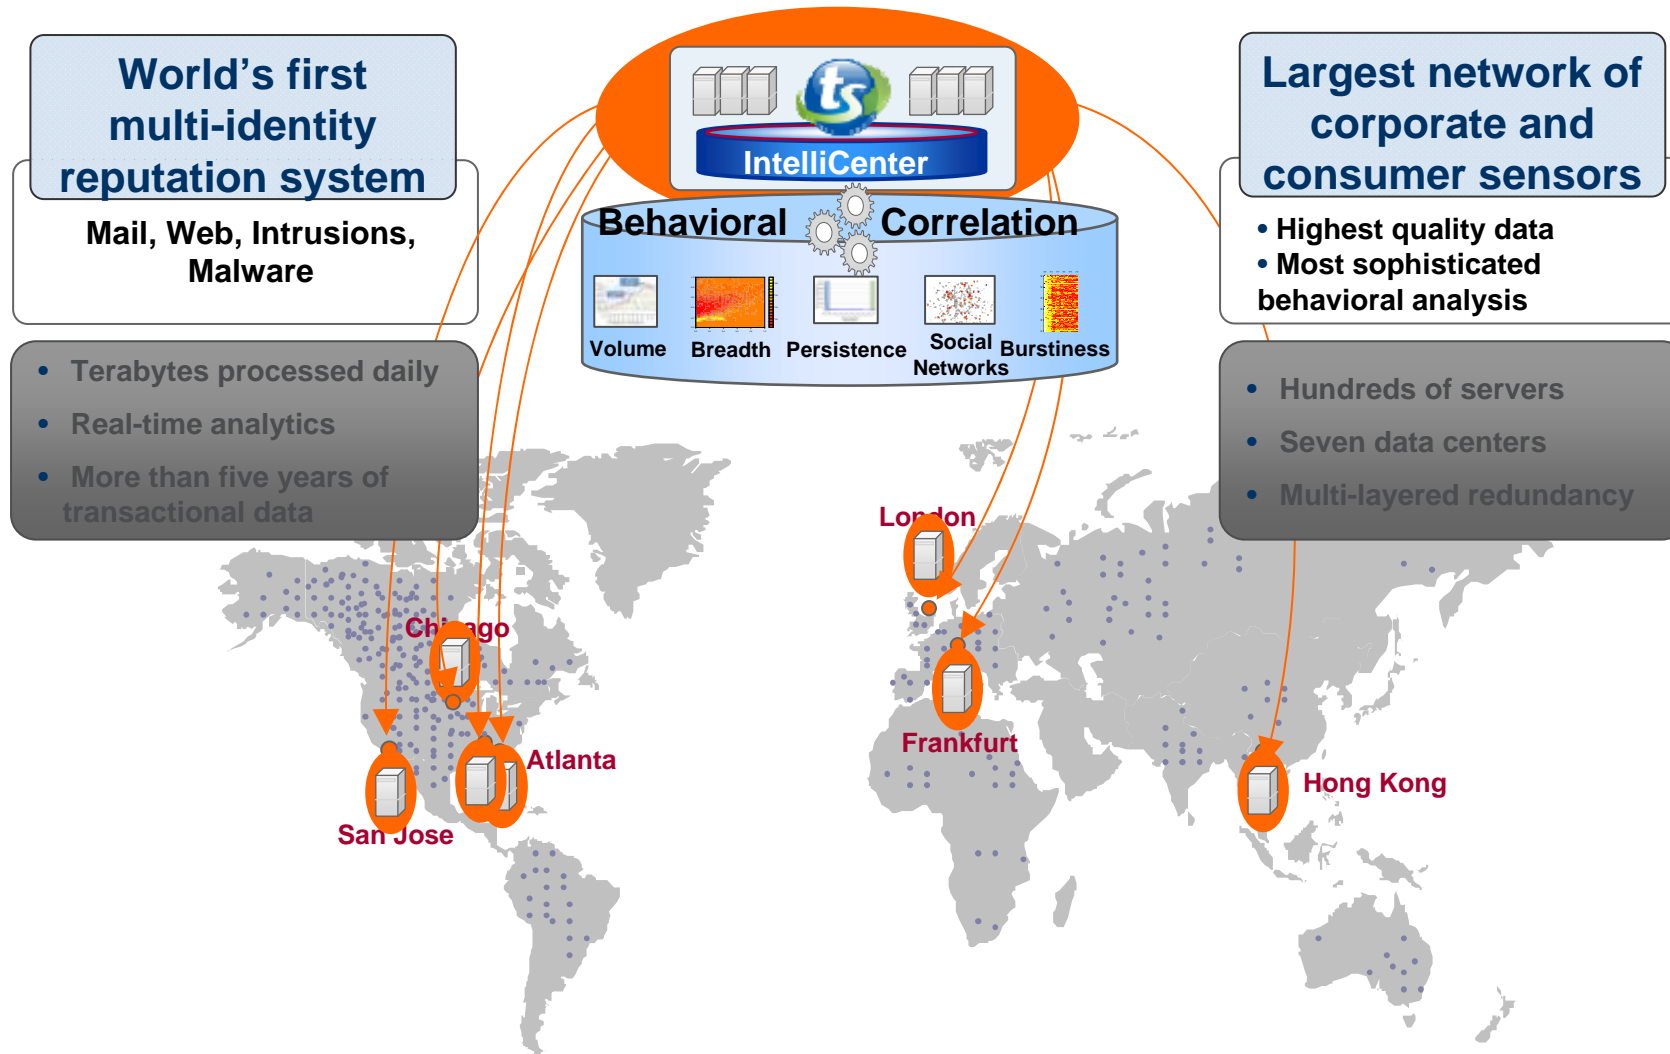 World's first
multi-identity
reputation system
Mail, Web, Intrusions,
Malware
• Terabytes processed daily
• Real-time analytics
• More than five years of
transactional data
ts
IntelliCenter
Behavioral Correlation
Volume
Breadth
Persistence
Social
Networks
Burstiness
Largest network of
corporate and
consumer sensors
• Highest quality data
• Most sophisticated
behavioral analysis
• Hundreds of servers
• Seven data centers
• Multi-layered redundancy
London
Chicago
Atlanta
San Jose
Frankfurt
Hong Kong